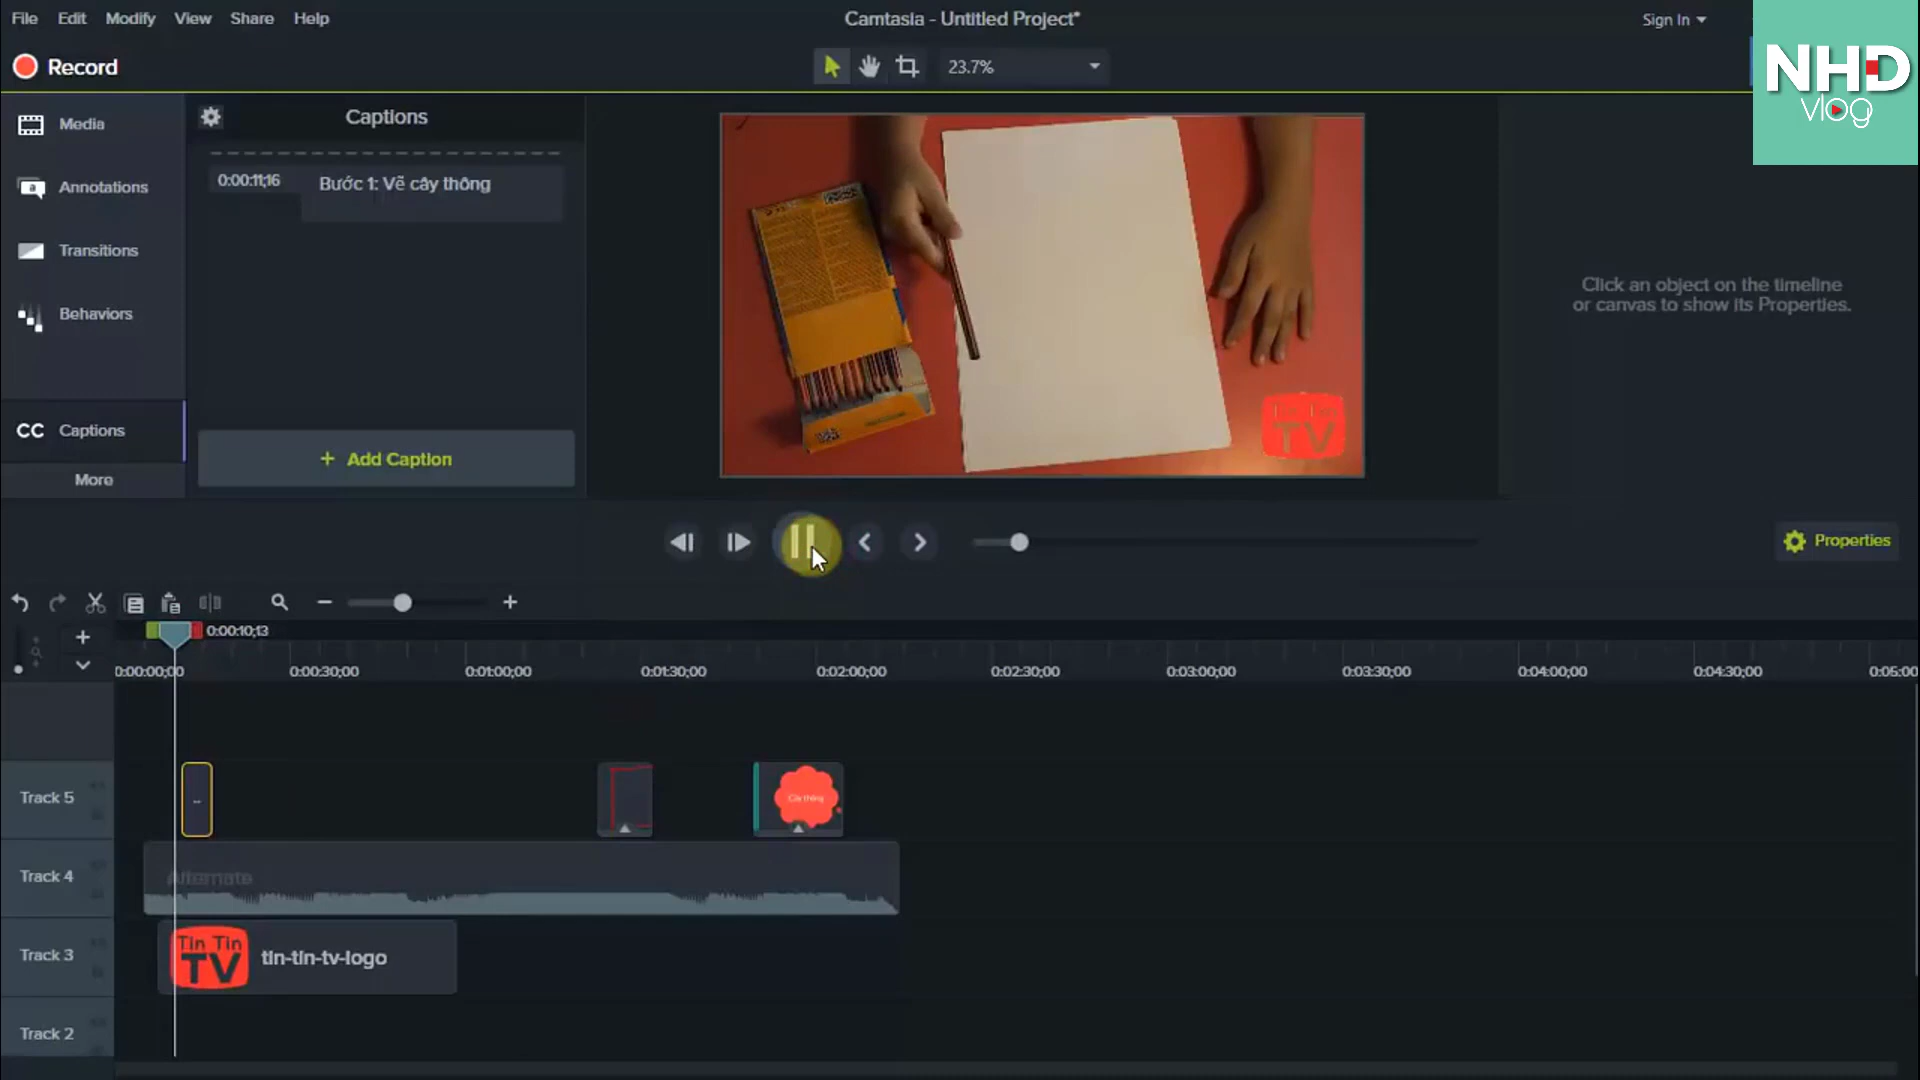 File Edit Modify View Share Help
Camtasia - Untitled Project*
Sign In
Record
23.7%
NHD
vlog
Media
Annotations
Transitions
Behaviors
CC Captions
More
Captions
0:00:11;16
Bước 1: Vẽ cây thông
+ Add Caption
Tin Tin
TV
Click an object on the timeline
or canvas to show its Properties.
Properties
0:00:10;13
0:00:00;00 0:00:30;00 0:01:00;00 0:01:30;00 0:02:00;00 0:02:30;00 0:03:00;00 0:03:30;00 0:04:00;00 0:04:30;00 0:05:00
Track 5
Track 4
Alternate
Track 3
Tin Tin
TV
tin-tin-tv-logo
Track 2